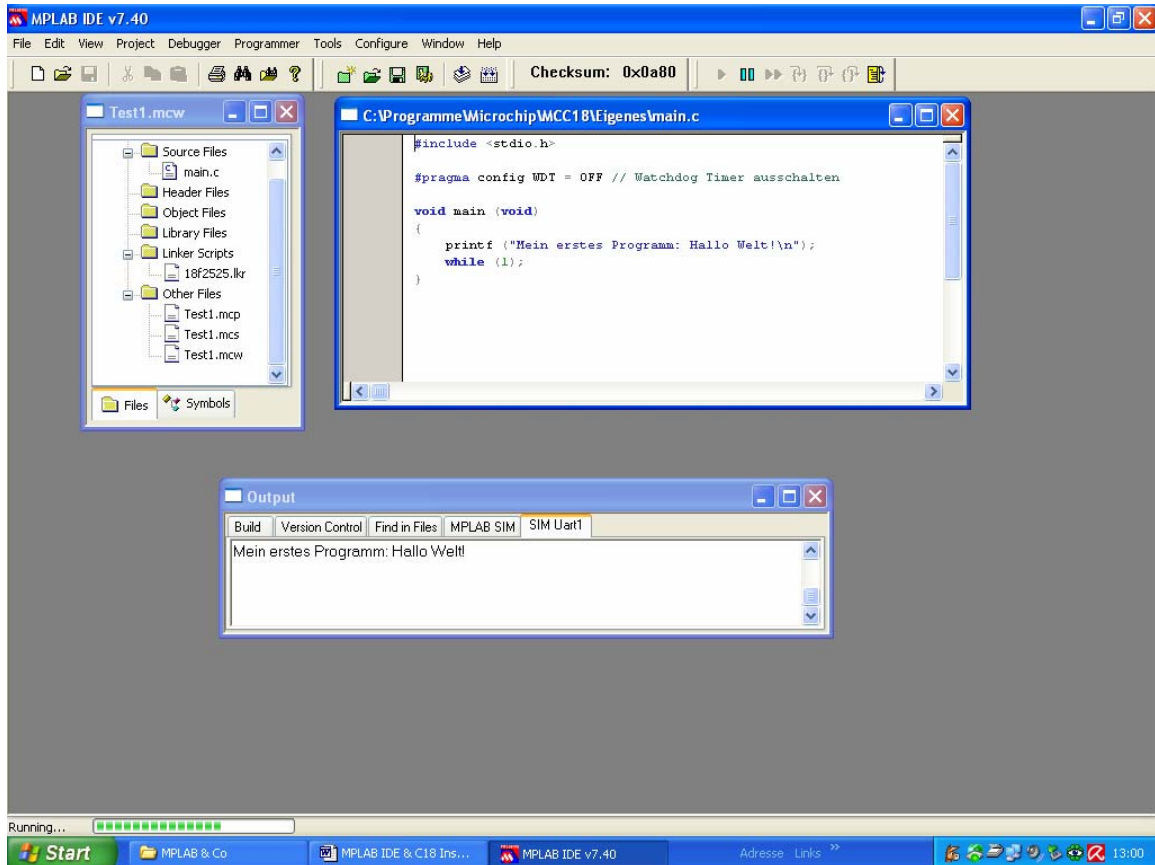 MPLAB IDE v7.40
File Edit View Project Debugger Programmer Tools Configure Window Help
Checksum: 0x0a80
Test1.mcw
Source Files
main.c
Header Files
Object Files
Library Files
Linker Scripts
18f2525.lkr
Other Files
Test1.mcp
Test1.mcs
Test1.mcw
Files Symbols
C:\Programme\Microchip\MCC18\Eigenes\main.c
#include <stdio.h>
#pragma config WDT = OFF // Watchdog Timer ausschalten
void main (void)
{
printf ("Mein erstes Programm: Hallo Welt!\n");
while (1);
}
Output
Build Version Control Find in Files MPLAB SIM SIM Uart1
Mein erstes Programm: Hallo Welt!
Running...
Start MPLAB & Co MPLAB IDE & C18 Ins... MPLAB IDE v7.40 Adresse Links » 13:00